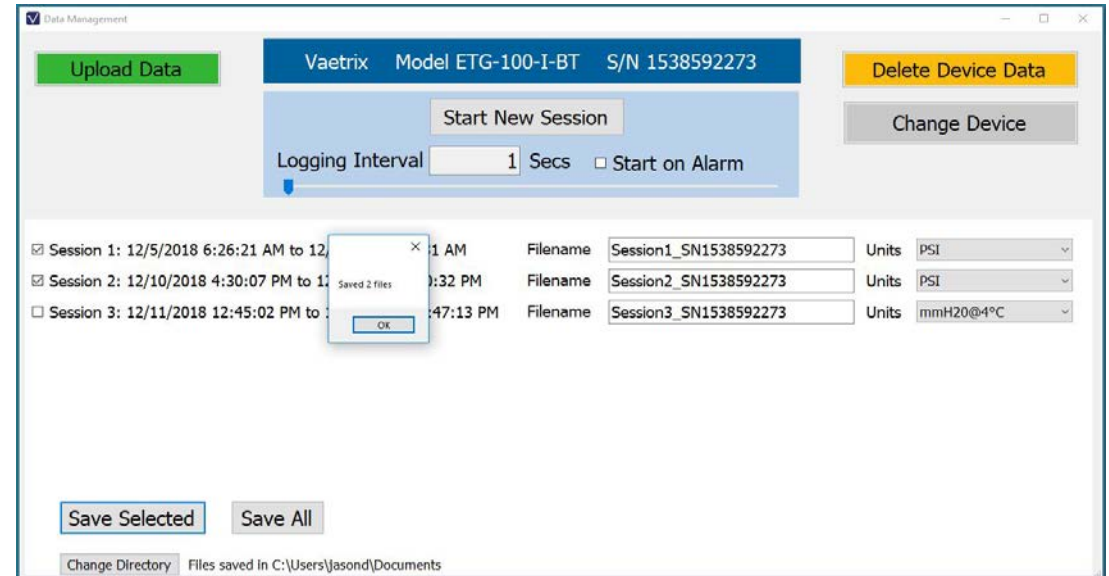 Data Management
Upload Data
Vaetrix Model ETG-100-I-BT S/N 1538592273
Delete Device Data
Start New Session
Change Device
Logging Interval 1 Secs Start on Alarm
Session 1: 12/5/2018 6:26:21 AM to 12/ 1 AM Filename Session1_SN1538592273 Units PSI
Session 2: 12/10/2018 4:30:07 PM to 1 :32 PM Filename Session2_SN1538592273 Units PSI
Saved 2 files
Session 3: 12/11/2018 12:45:02 PM to :47:13 PM Filename Session3_SN1538592273 Units mmH20@4°C
OK
Save Selected Save All
Change Directory Files saved in C:\Users\jasond\Documents